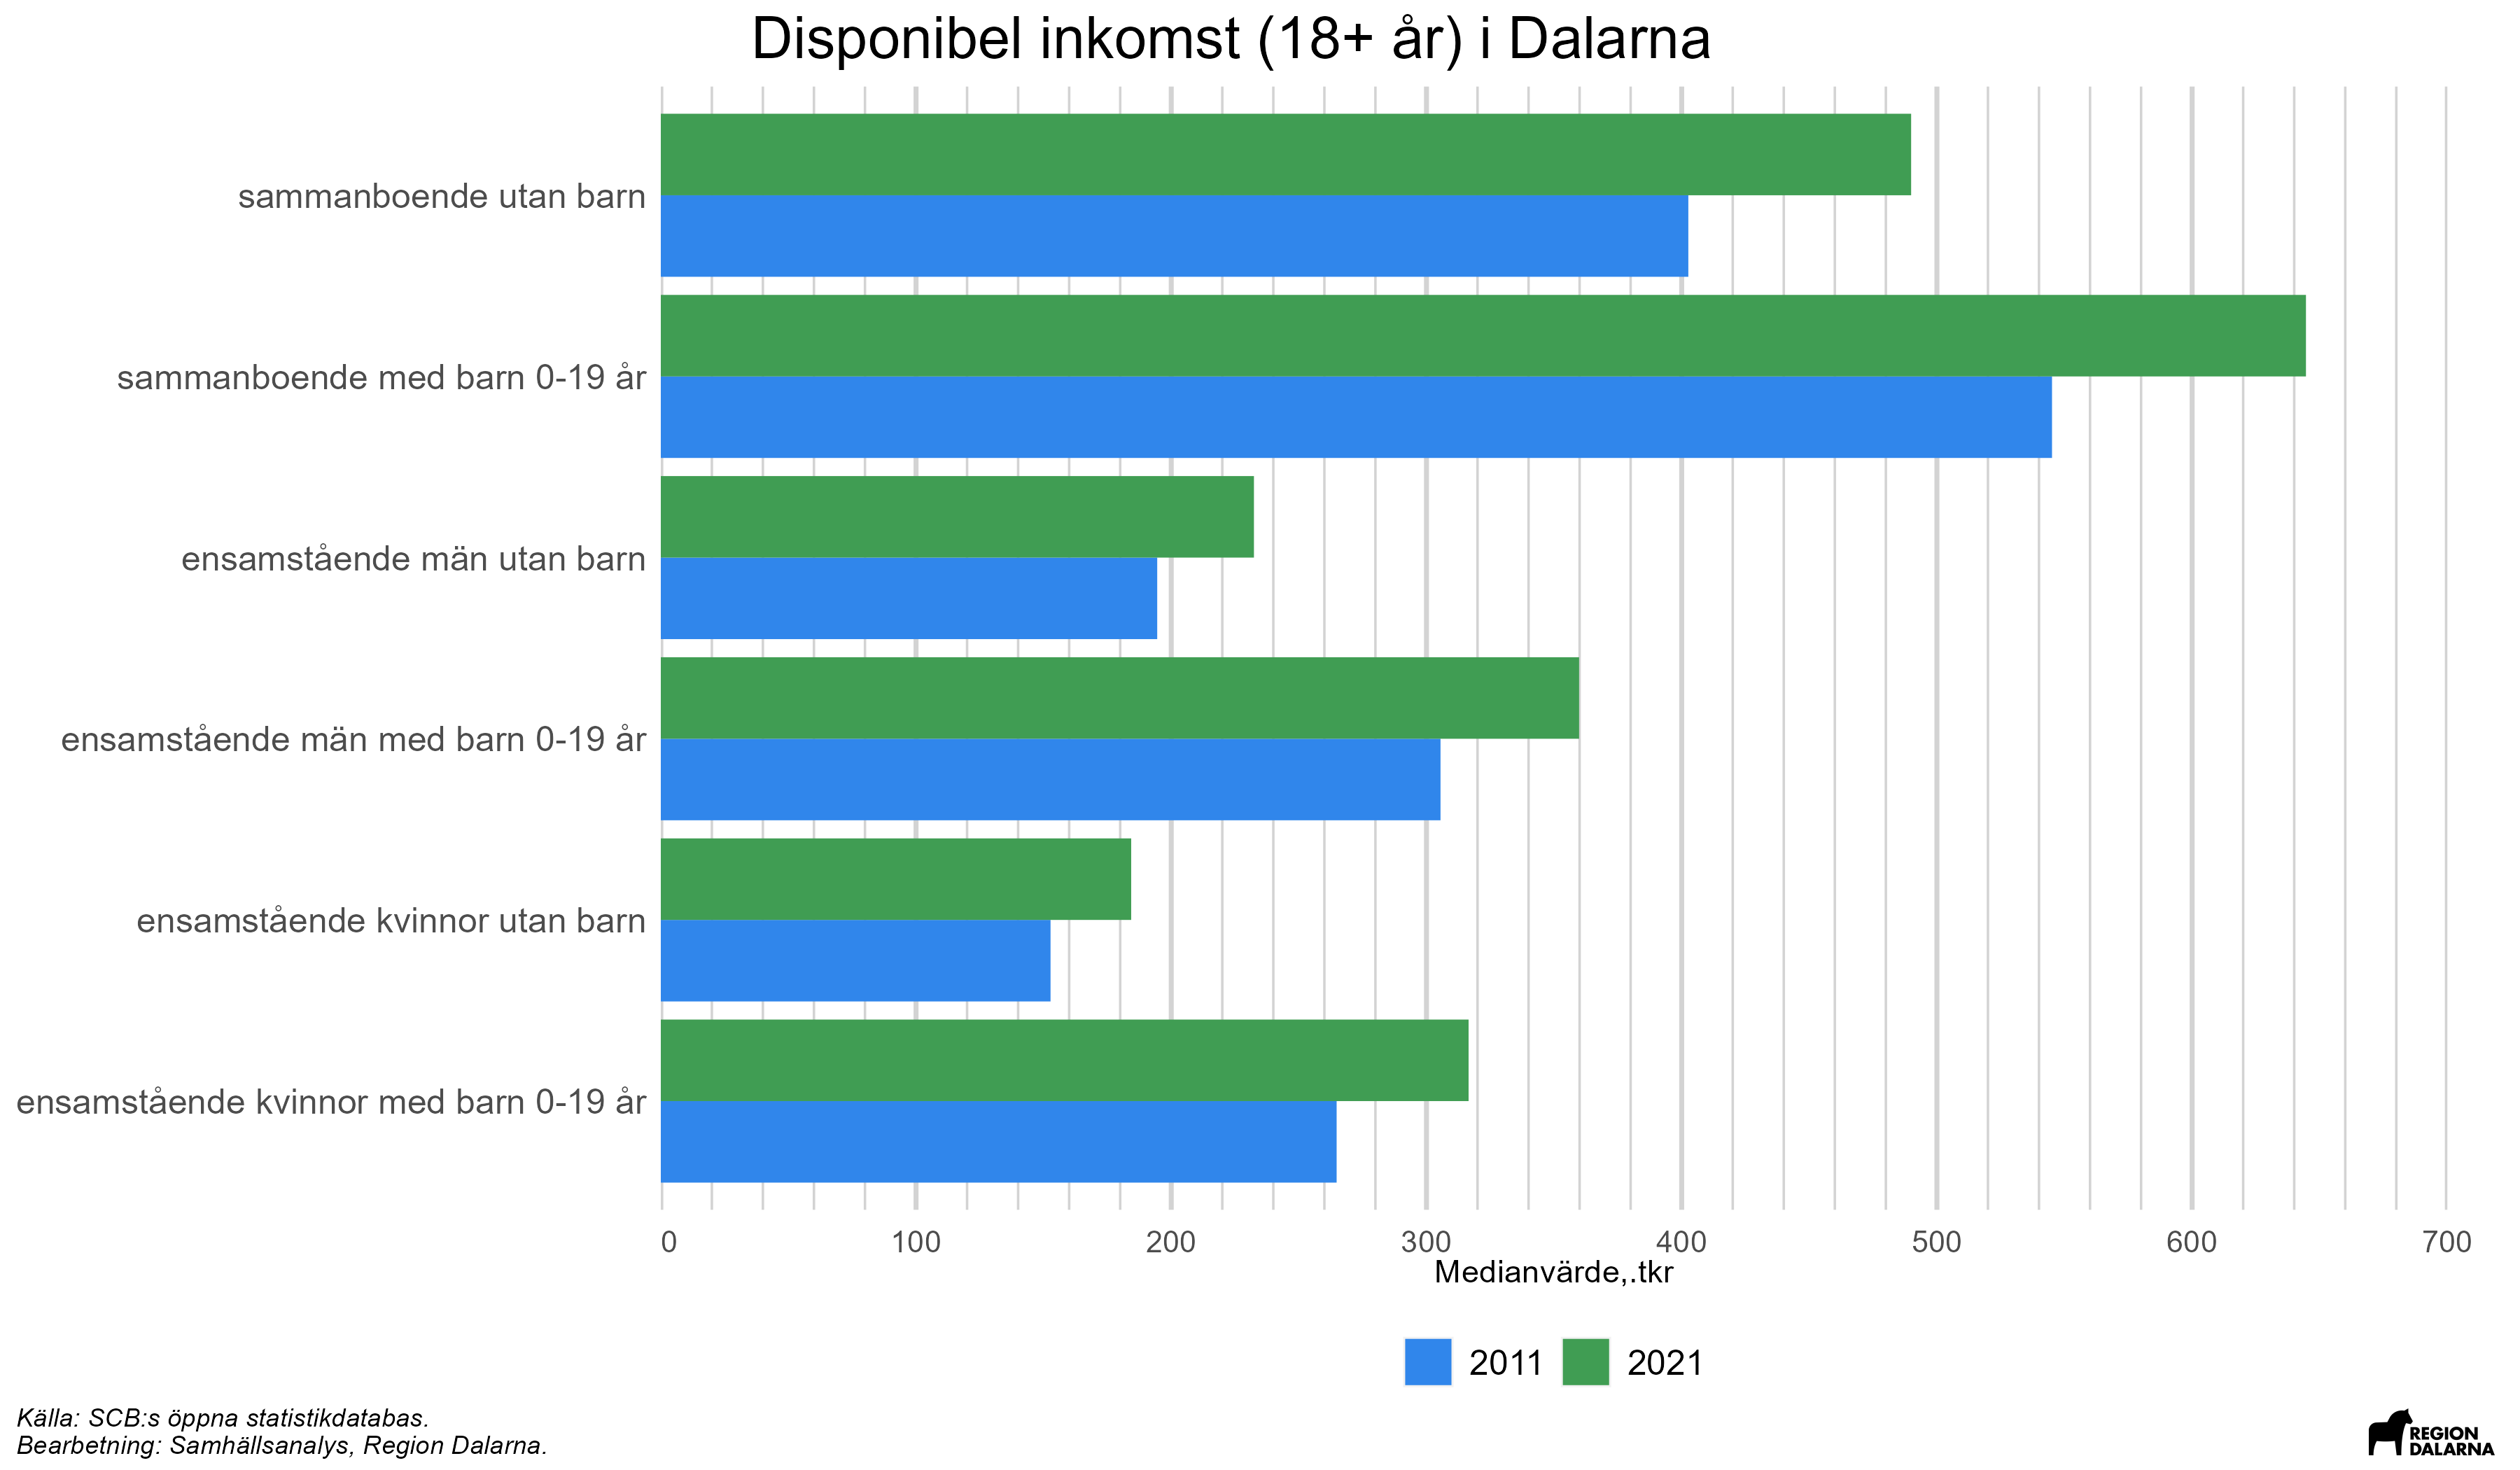 Disponibel inkomst (18+ år) i Dalarna
sammanboende utan barn
sammanboende med barn 0-19 år
ensamstående män utan barn
ensamstående män med barn 0-19 år
ensamstående kvinnor utan barn
ensamstående kvinnor med barn 0-19 år
0 100 200 300 400 500 600 700
Medianvärde,.tkr
2011 2021
Källa: SCB:s öppna statistikdatabas.
Bearbetning: Samhällsanalys, Region Dalarna.
REGION
DALARNA